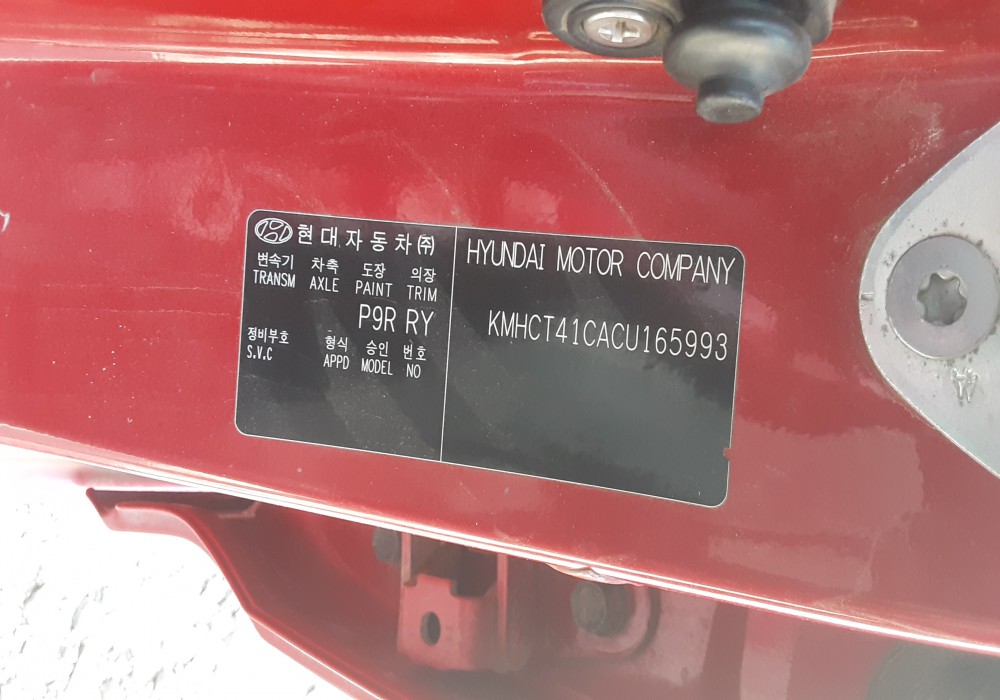 현대자동차㈜
변속기 차축 도장 의장
TRANSM AXLE PAINT TRIM
P9R RY
정비부호 형식 승인 번호
S.V.C APPD MODEL NO
HYUNDAI MOTOR COMPANY
KMHCT41CACU165993